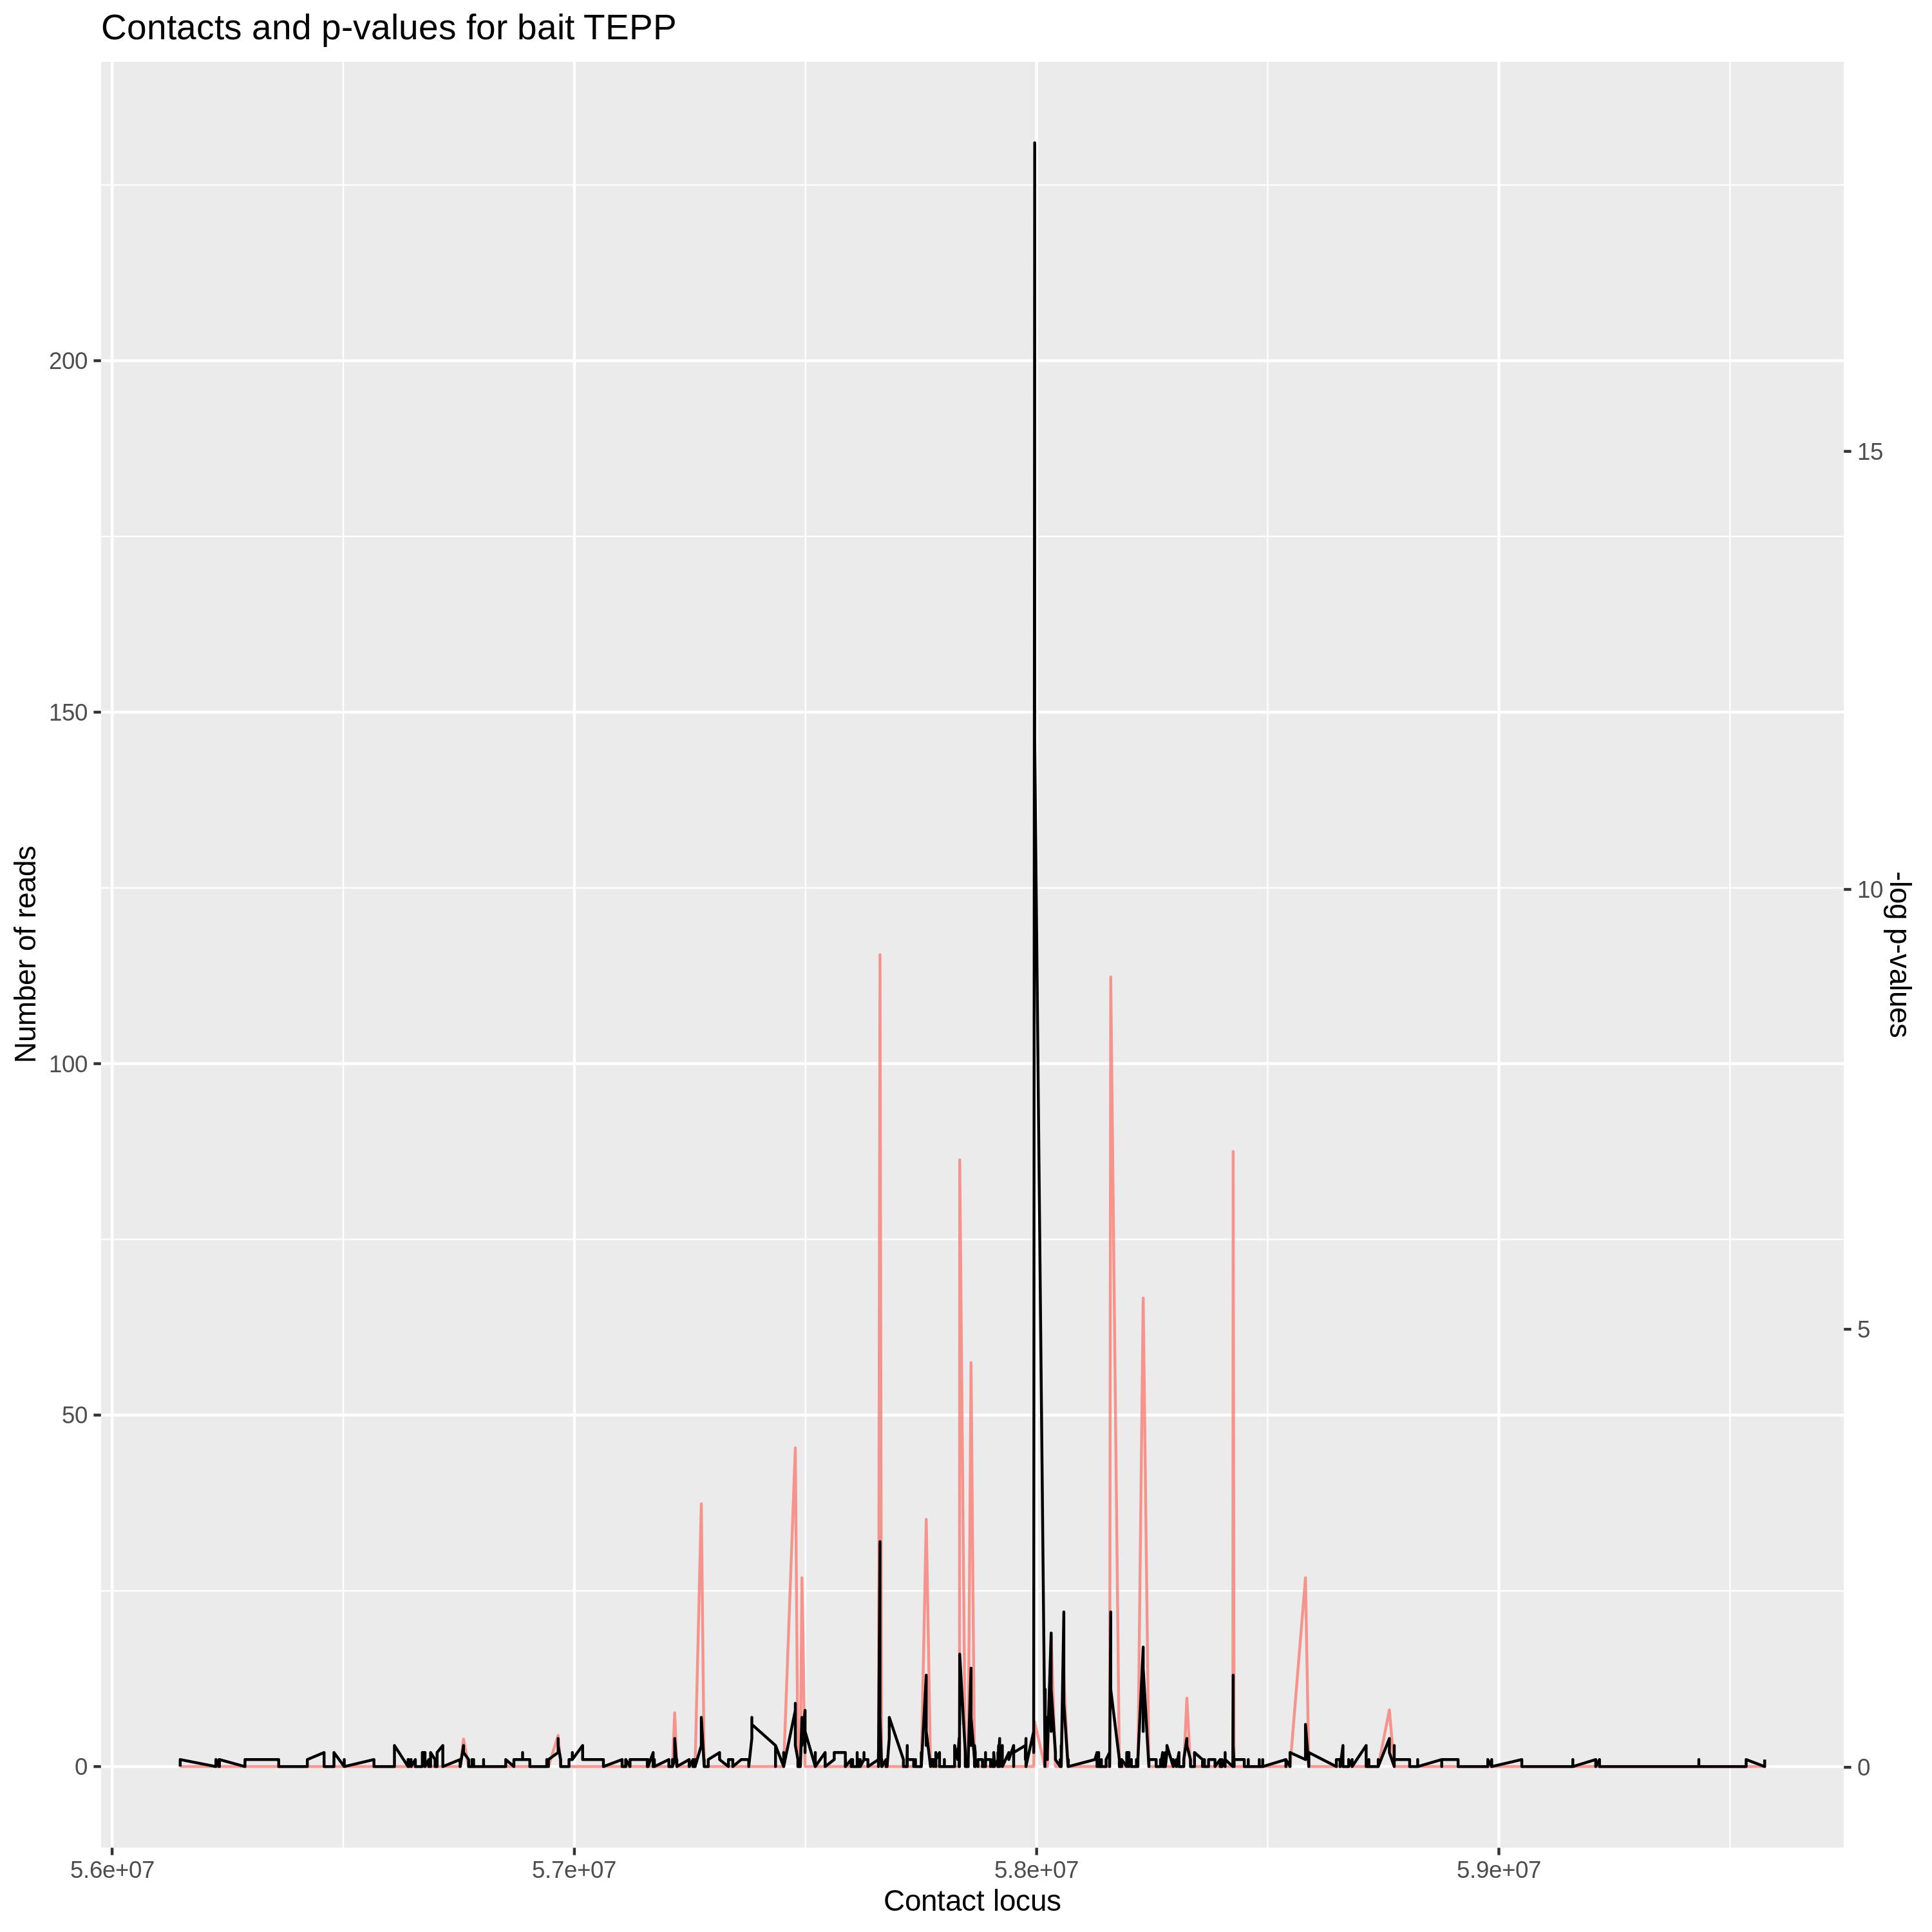 Contacts and p-values for bait TEPP
Number of reads
200
150
100
50
0
15
10
5
0
-log p-values
5.6e+07
5.7e+07
5.8e+07
5.9e+07
Contact locus